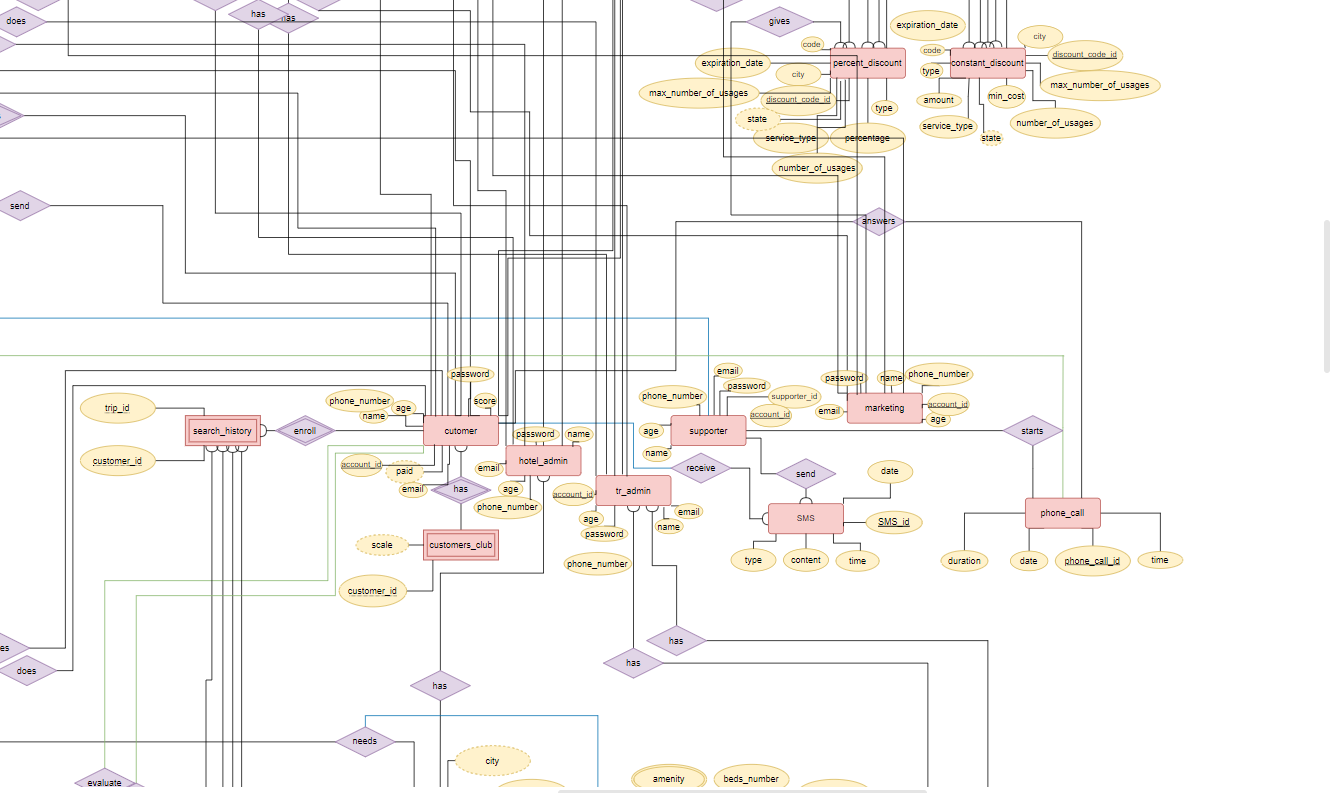 does
has
has
gives
expiration_date
city
code
code
discount_code_id
expiration_date
percent_discount
constant_discount
type
city
max_number_of_usages
max_number_of_usages
discount_code_id
amount
min_cost
type
state
service_type
number_of_usages
service_type
percentage
state
number_of_usages
send
answers
password
email
password
name
phone_number
password
phone_number
supporter_id
phone_number
score
account_id
trip_id
age
marketing
name
email
account_id
age
search_history
enroll
cutomer
age
supporter
starts
password
name
name
customer_id
account_id
paid
email
hotel_admin
receive
send
date
email
has
age
account_id
tr_admin
phone_number
email
SMS
SMS_id
phone_call
age
name
password
scale
customers_club
type
content
time
duration
date
phone_call_id
time
phone_number
customer_id
es
has
does
has
has
needs
city
evaluate
amenity
beds_number